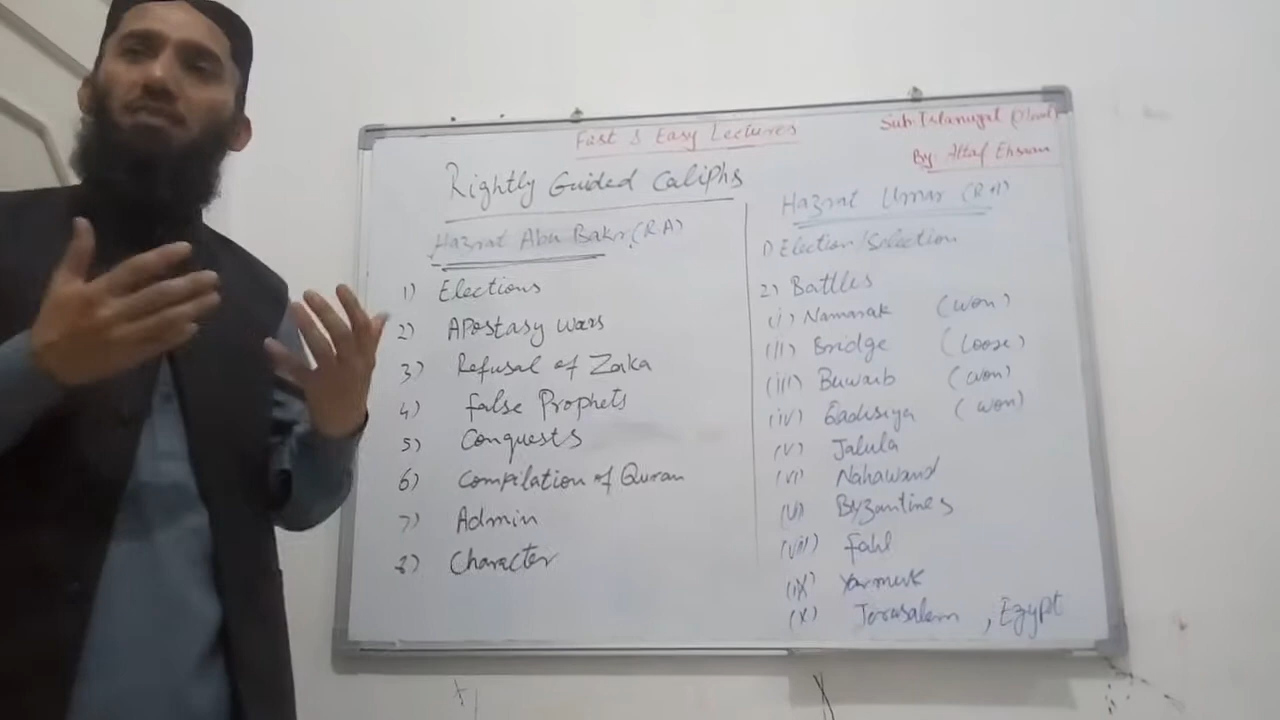 Fast & Easy Lectures
Sub: Islamiyat (Olevel)
By: Altaf Ehsan
Rightly Guided Caliphs
Hazrat Abu Bakr (RA)
1) Elections
2) Apostasy wars
3) Refusal of Zaka
4) False Prophets
5) Conquests
6) Compilation of Quran
7) Admin
8) Character
Hazrat Umar (RA)
1) Election/Selection
2) Battles
(i) Namarak (won)
(ii) Bridge (Loose)
(iii) Buwaib (won)
(iv) Qadisiya (won)
(v) Jalula
(vi) Nahawand
(v) Byzantines
(viii) Fahl
(ix) Yarmuk
(x) Jerusalem, Egypt